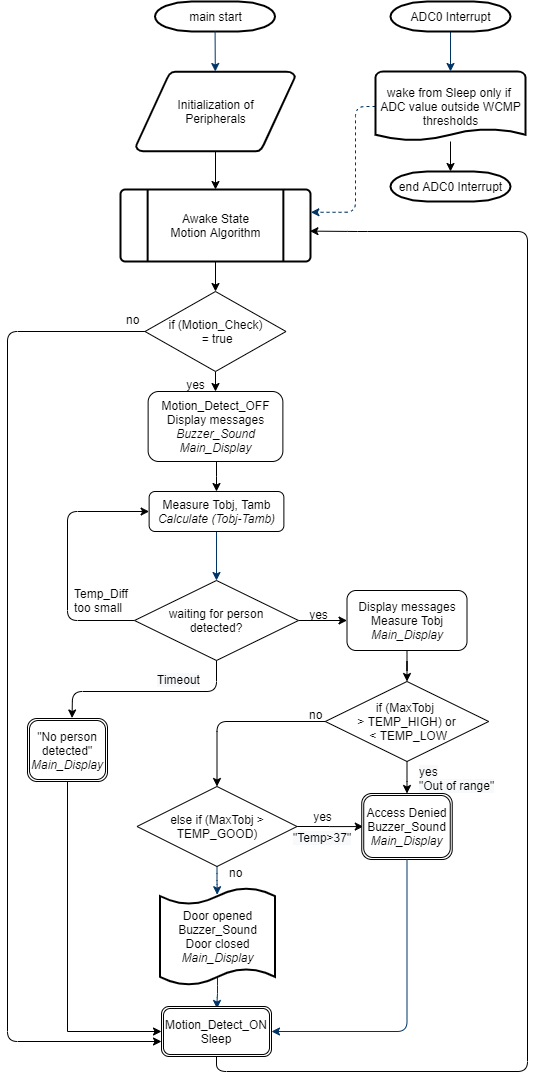 main start
ADC0 Interrupt
Initialization of
Peripherals
wake from Sleep only if
ADC value outside WCMP
thresholds
end ADC0 Interrupt
Awake State
Motion Algorithm
if (Motion_Check)
= true
no
yes
Motion_Detect_OFF
Display messages
Buzzer_Sound
Main_Display
Measure Tobj, Tamb
Calculate (Tobj-Tamb)
Temp_Diff
too small
waiting for person
detected?
yes
Display messages
Measure Tobj
Main_Display
Timeout
"No person
detected"
Main_Display
if (MaxTobj
> TEMP_HIGH) or
< TEMP_LOW
no
yes
"Out of range"
else if (MaxTobj >
TEMP_GOOD)
yes
"Temp>37"
Access Denied
Buzzer_Sound
Main_Display
no
Door opened
Buzzer_Sound
Door closed
Main_Display
Motion_Detect_ON
Sleep